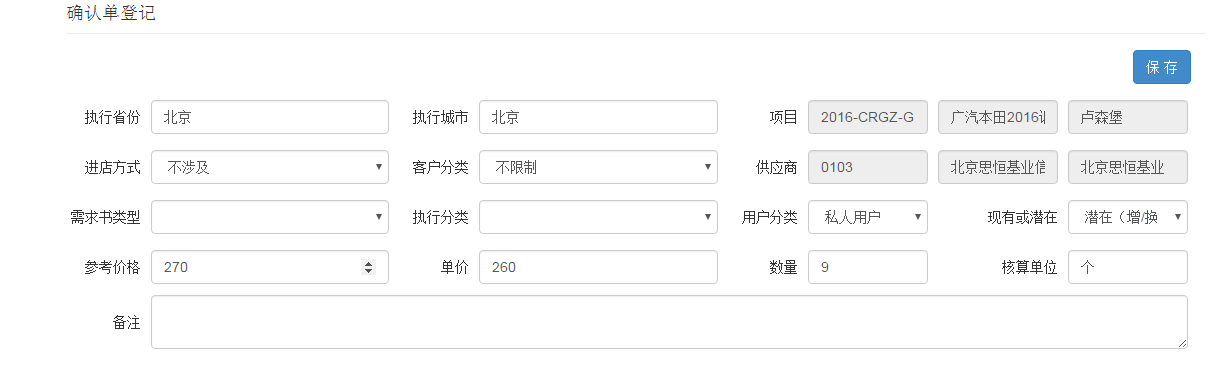 确认单登记
保 存
执行省份 北京 执行城市 北京 项目 2016-CRGZ-G 广汽本田2016 卢森堡
进店方式 不涉及 客户分类 不限制 供应商 0103 北京思恒基业信 北京思恒基业
需求书类型 执行分类 用户分类 私人用户 现有或潜在 潜在（增/换
参考价格 270 单价 260 数量 9 核算单位 个
备注